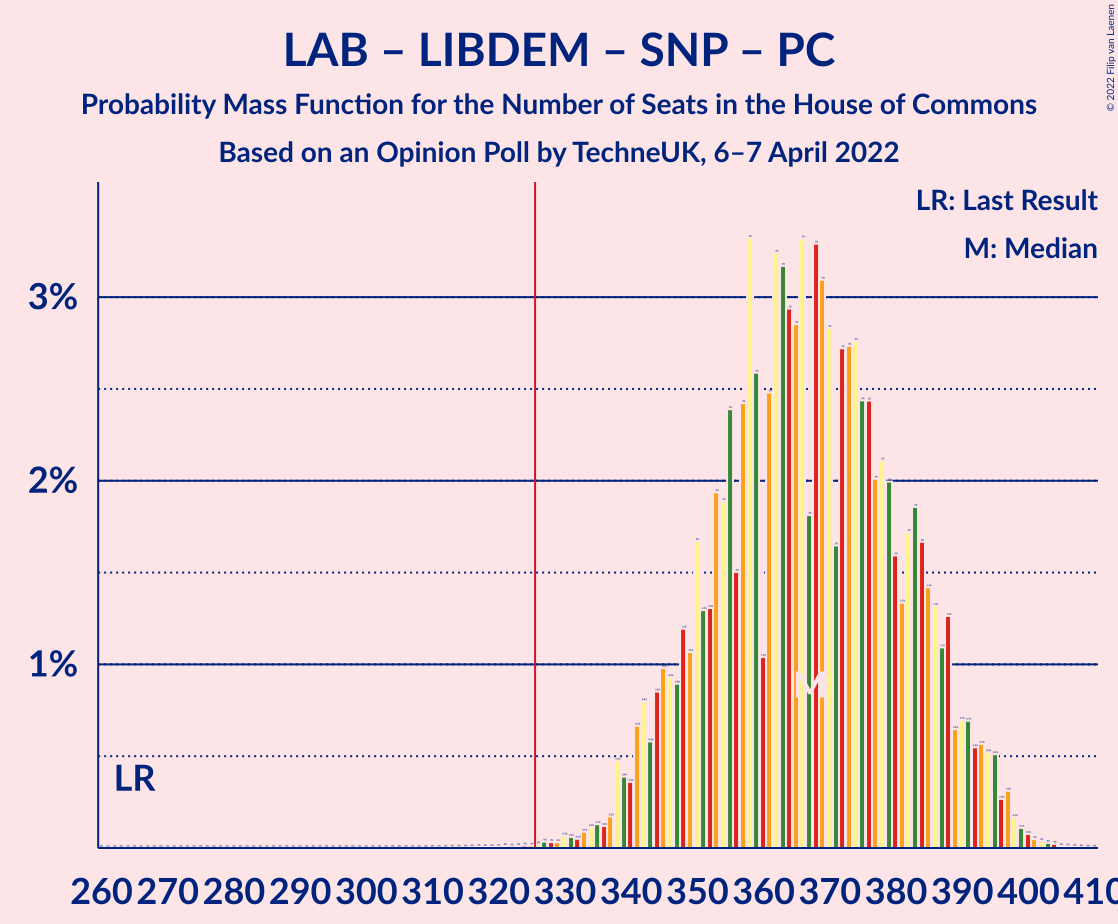 LAB – LIBDEM – SNP – PC
Probability Mass Function for the Number of Seats in the House of Commons
Based on an Opinion Poll by TechneUK, 6–7 April 2022
© 2022 Filip van Laenen
LR: Last Result
M: Median
3%
2%
1%
LR
M
260 270 280 290 300 310 320 330 340 350 360 370 380 390 400 410